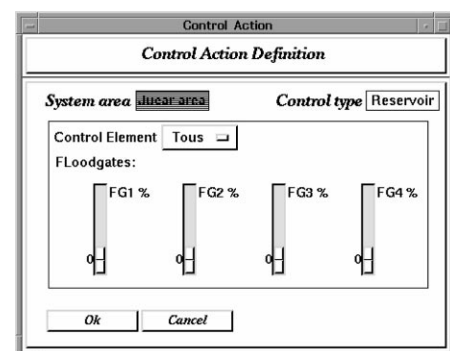 Control Action
Control Action Definition
System area Jucar area Control type Reservoir
Control Element Tous
FLoodgates:
FG1 % FG2 % FG3 % FG4 %
0 0 0 0
Ok Cancel